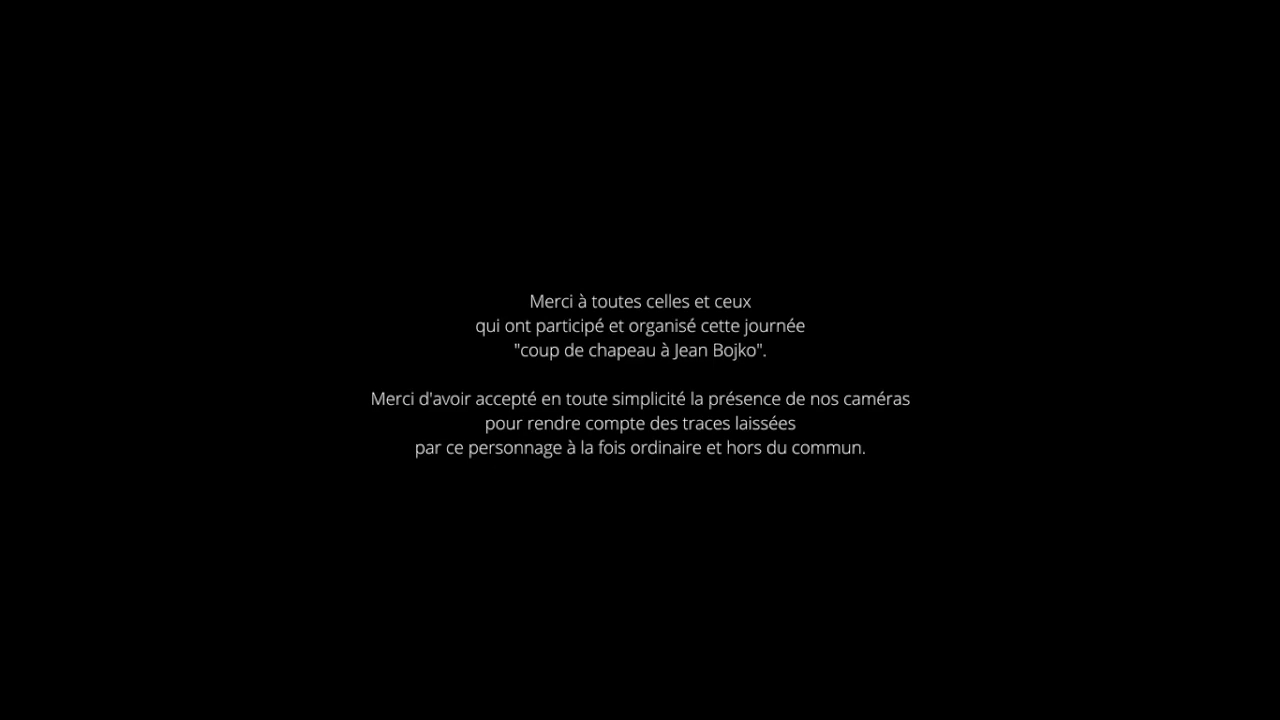 Merci à toutes celles et ceux
qui ont participé et organisé cette journée
"coup de chapeau à Jean Bojko".
Merci d'avoir accepté en toute simplicité la présence de nos caméras
pour rendre compte des traces laissées
par ce personnage à la fois ordinaire et hors du commun.